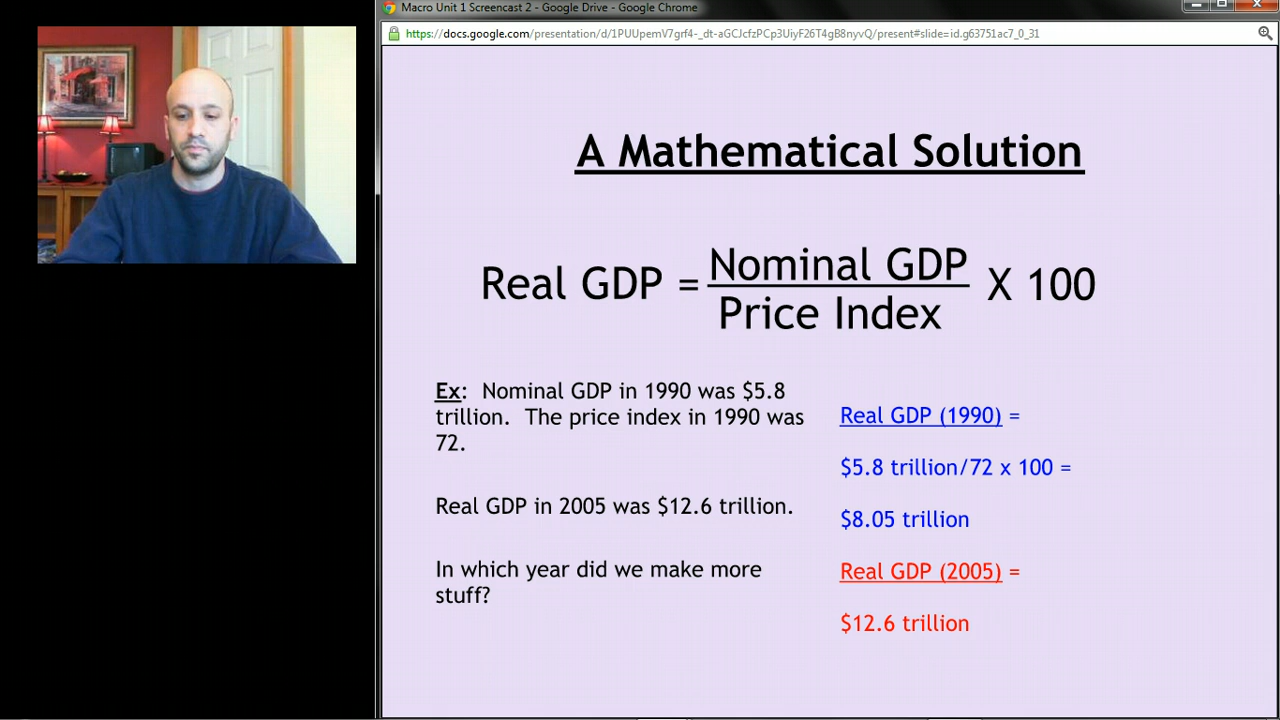 Macro Unit 1 Screencast 2 - Google Drive - Google Chrome
https://docs.google.com/presentation/d/1PUUpemV7grf4-_dt-aGCJcfzPCp3UiyF26T4gB8nyvQ/present#slide=id.g63751ac7_0_31
A Mathematical Solution
Real GDP = Nominal GDP
Price Index
X 100
Ex: Nominal GDP in 1990 was $5.8
trillion. The price index in 1990 was
72.
Real GDP in 2005 was $12.6 trillion.
In which year did we make more
stuff?
Real GDP (1990) =
$5.8 trillion/72 x 100 =
$8.05 trillion
Real GDP (2005) =
$12.6 trillion